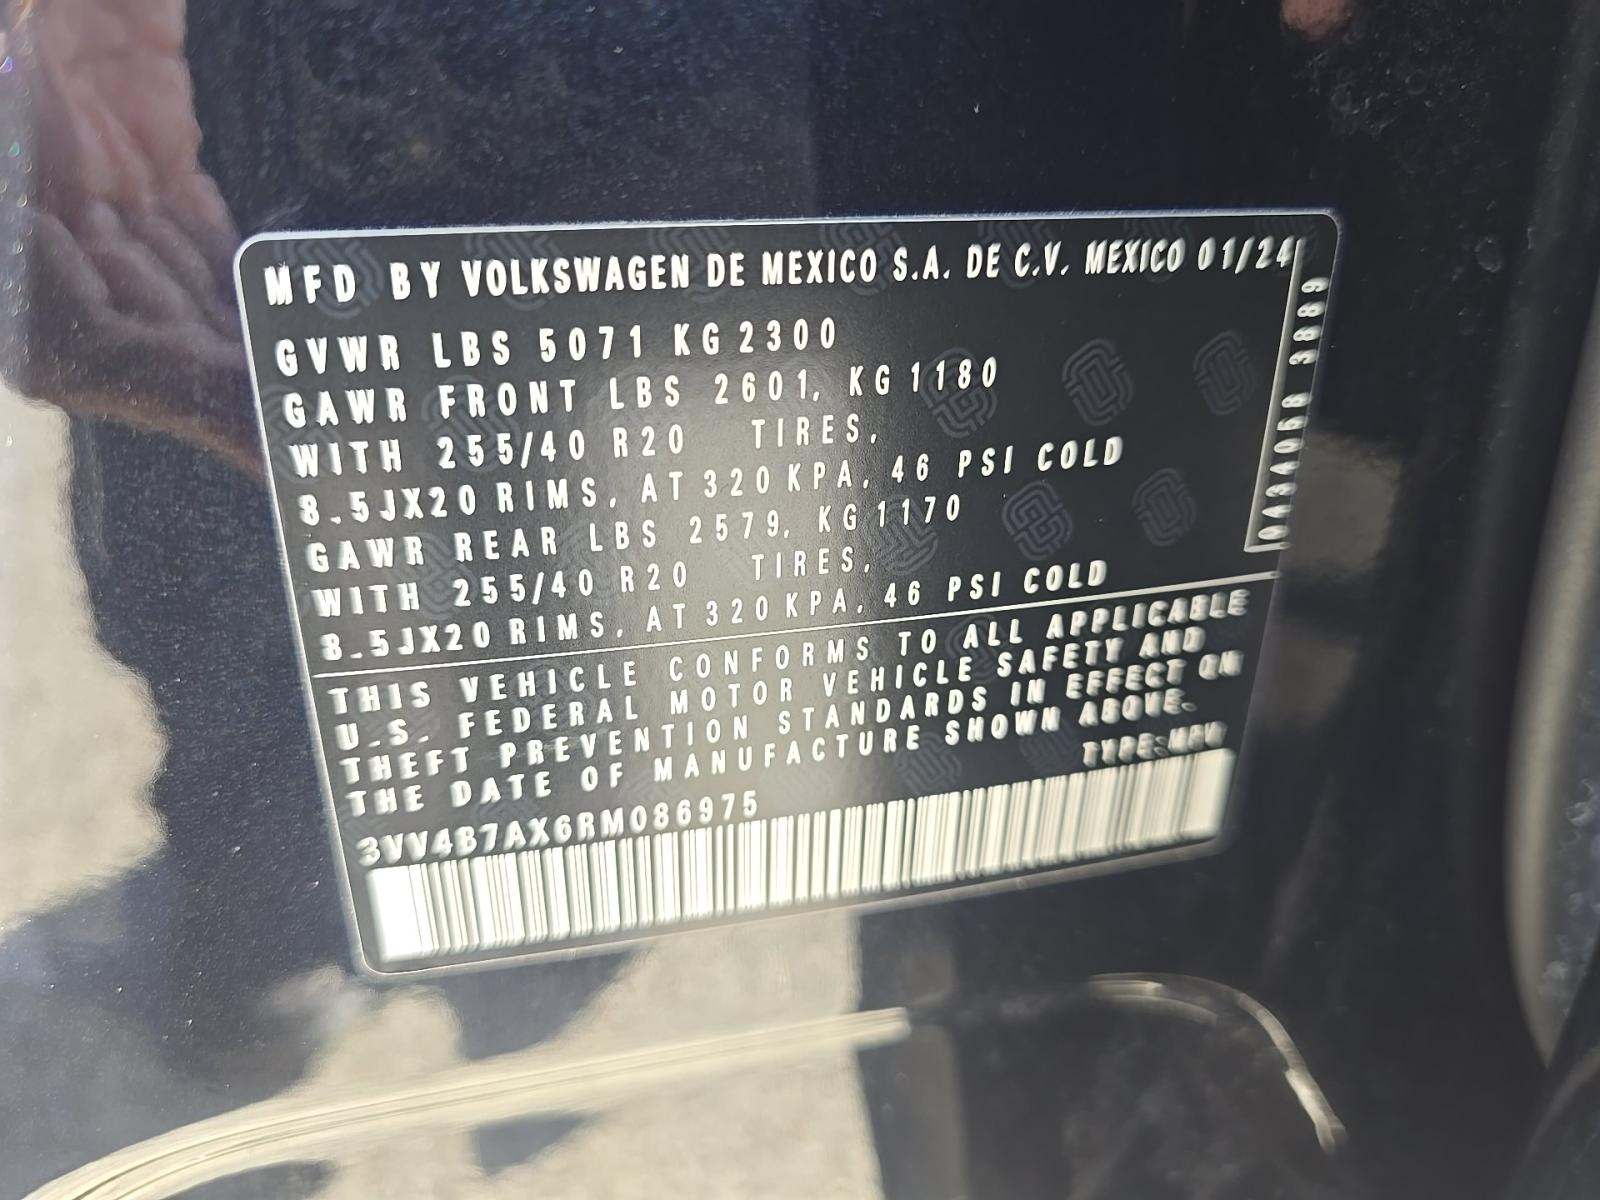 MFD BY VOLKSWAGEN DE MEXICO S.A. DE C.V. MEXICO 01/24
GVWR LBS 5071 KG 2300
GAWR FRONT LBS 2601, KG 1180
WITH 255/40 R20 TIRES,
8.5JX20 RIMS, AT 320 KPA, 46 PSI COLD
GAWR REAR LBS 2579, KG 1170
WITH 255/40 R20 TIRES,
8.5JX20 RIMS, AT 320 KPA, 46 PSI COLD
THIS VEHICLE CONFORMS TO ALL APPLICABLE
U.S. FEDERAL MOTOR VEHICLE SAFETY AND
THEFT PREVENTION STANDARDS IN EFFECT ON
THE DATE OF MANUFACTURE SHOWN ABOVE.
TYPE:MPV
3VV4B7AX6RM086975